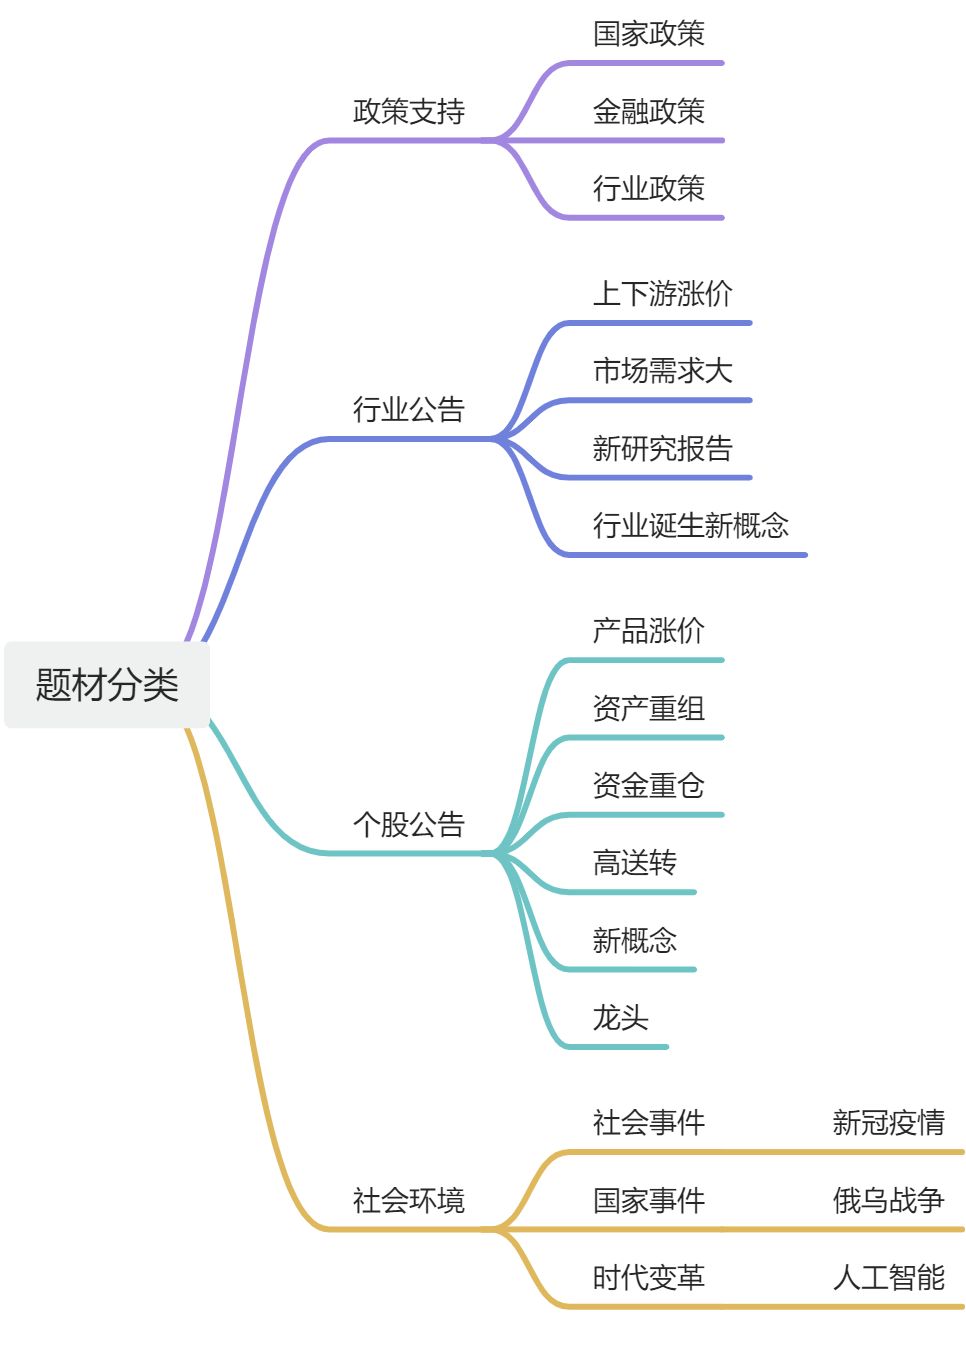 题材分类
政策支持
国家政策
金融政策
行业政策
行业公告
上下游涨价
市场需求大
新研究报告
行业诞生新概念
个股公告
产品涨价
资产重组
资金重仓
高送转
新概念
龙头
社会环境
社会事件
新冠疫情
国家事件
俄乌战争
时代变革
人工智能